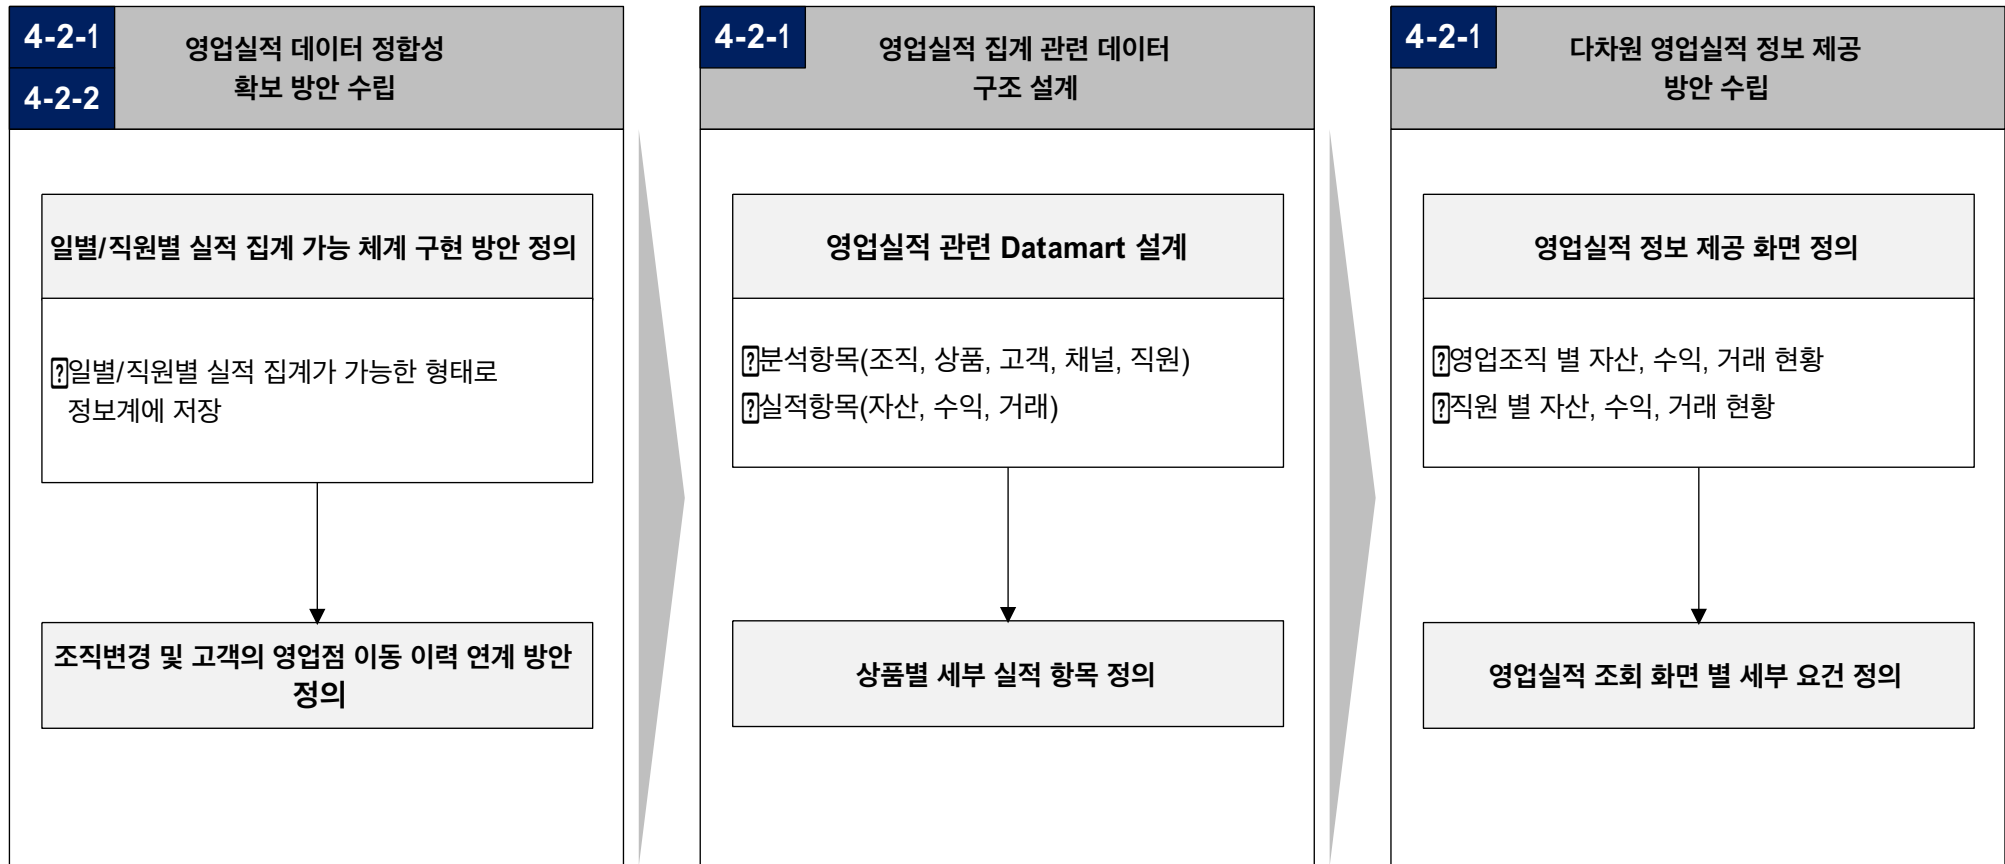 4-2-1
4-2-2
영업실적 데이터 정합성
확보 방안 수립
일별/직원별 실적 집계 가능 체계 구현 방안 정의
일별/직원별 실적 집계가 가능한 형태로
정보계에 저장
조직변경 및 고객의 영업점 이동 이력 연계 방안
정의
4-2-1
영업실적 집계 관련 데이터
구조 설계
영업실적 관련 Datamart 설계
분석항목(조직, 상품, 고객, 채널, 직원)
실적항목(자산, 수익, 거래)
상품별 세부 실적 항목 정의
4-2-1
다차원 영업실적 정보 제공
방안 수립
영업실적 정보 제공 화면 정의
영업조직 별 자산, 수익, 거래 현황
직원 별 자산, 수익, 거래 현황
영업실적 조회 화면 별 세부 요건 정의